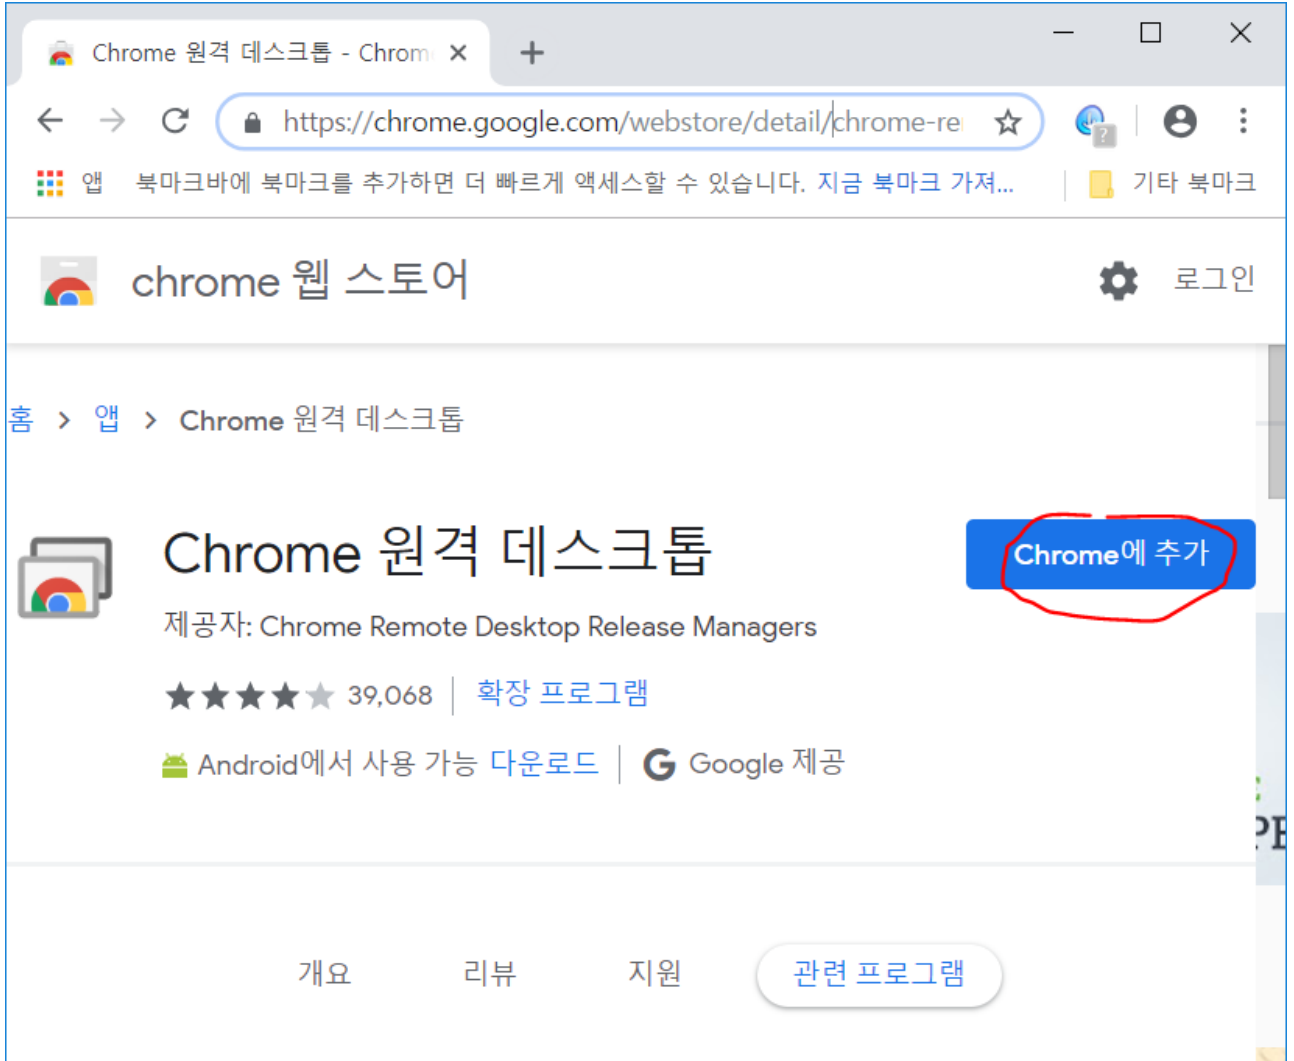 Chrome 원격 데스크톱 - Chrom
https://chrome.google.com/webstore/detail/chrome-re
?
앱 북마크바에 북마크를 추가하면 더 빠르게 액세스할 수 있습니다. 지금 북마크 가져... 기타 북마크
chrome 웹 스토어 로그인
홈 > 앱 > Chrome 원격 데스크톱
Chrome 원격 데스크톱 Chrome에 추가
제공자: Chrome Remote Desktop Release Managers
39,068 확장 프로그램
Android에서 사용 가능 다운로드 G Google 제공
개요 리뷰 지원 관련 프로그램